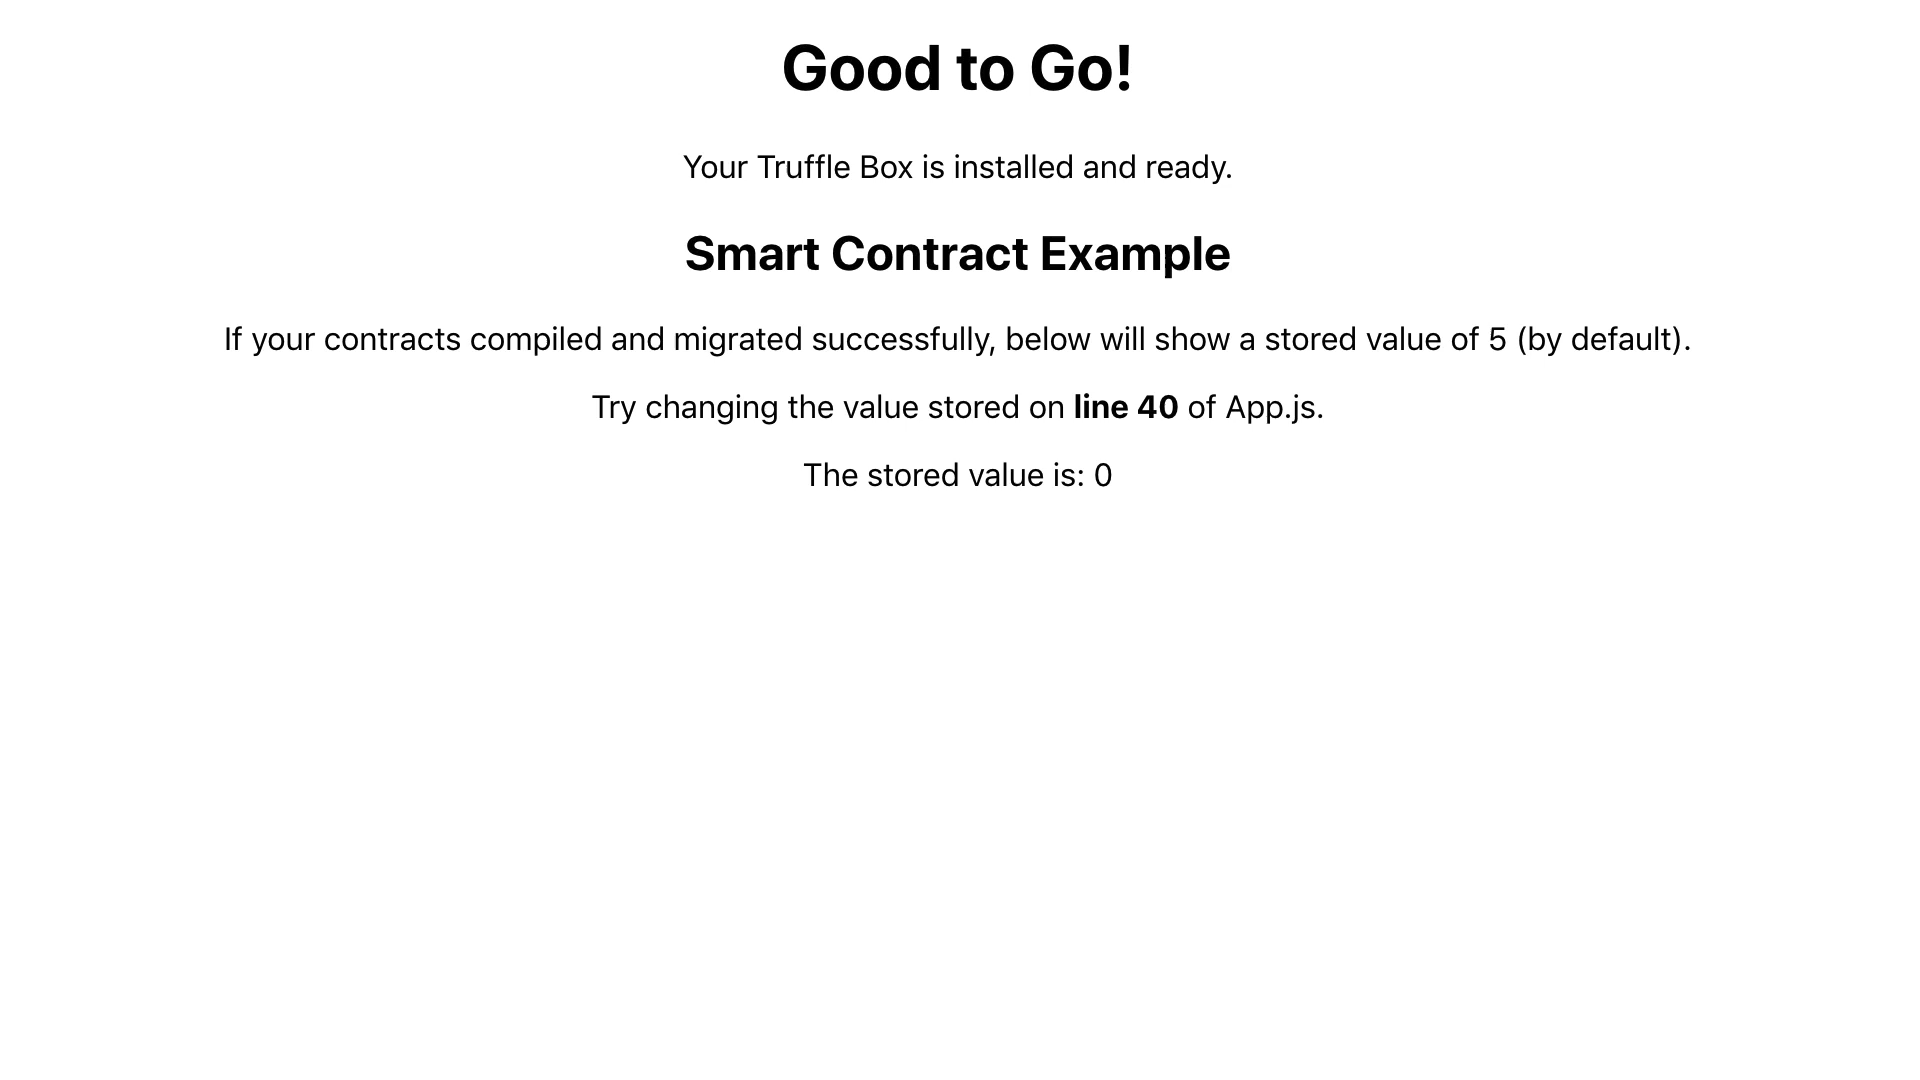 Good to Go!
Your Truffle Box is installed and ready.
Smart Contract Example
If your contracts compiled and migrated successfully, below will show a stored value of 5 (by default).
Try changing the value stored on line 40 of App.js.
The stored value is: 0